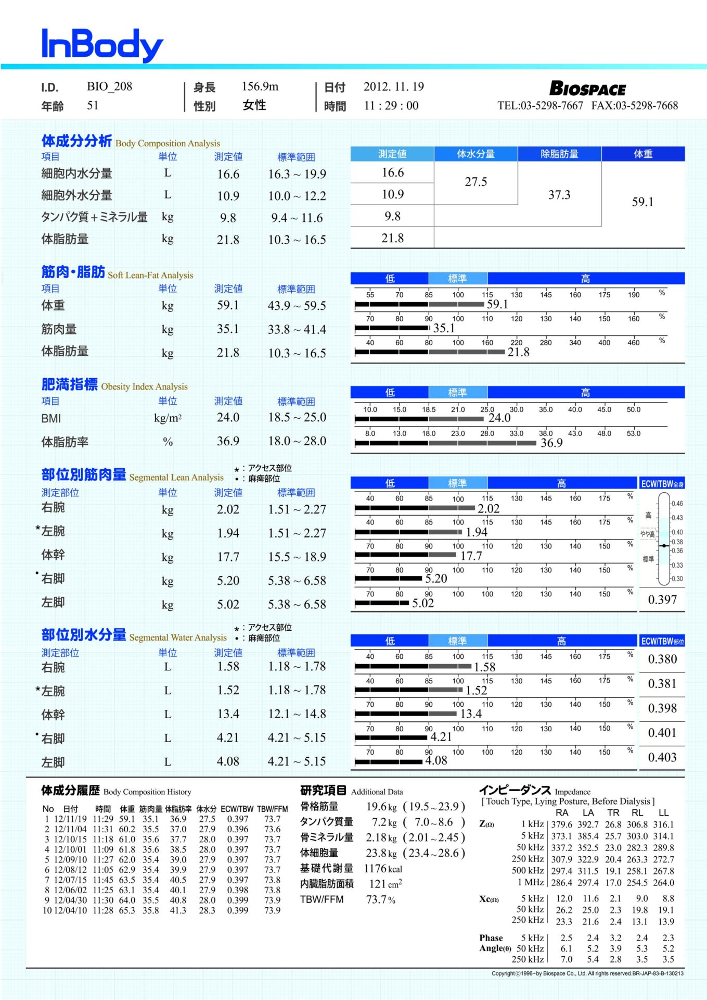 InBody
I.D. BIO_208 身長 156.9m 日付 2012. 11. 19 BIOSPACE
年齢 51 性別 女性 時間 11 : 29 : 00 TEL:03-5298-7667 FAX:03-5298-7668
体成分分析 Body Composition Analysis
項目 単位 測定値 標準範囲 測定値 体水分量 除脂肪量 体重
細胞内水分量 L 16.6 16.3 ~ 19.9 16.6 27.5 37.3 59.1
細胞外水分量 L 10.9 10.0 ~ 12.2 10.9
タンパク質+ミネラル量 kg 9.8 9.4 ~ 11.6 9.8
体脂肪量 kg 21.8 10.3 ~ 16.5 21.8
筋肉・脂肪 Soft Lean-Fat Analysis 低 標準 高
項目 単位 測定値 標準範囲
55 70 85 100 115 130 145 160 175 190 %
体重 kg 59.1 43.9 ~ 59.5 59.1
70 80 90 100 110 120 130 140 150 160 %
筋肉量 kg 35.1 33.8 ~ 41.4 35.1
40 60 80 100 160 220 280 340 400 460 %
体脂肪量 kg 21.8 10.3 ~ 16.5 21.8
肥満指標 Obesity Index Analysis 低 標準 高
項目 単位 測定値 標準範囲
10.0 15.0 18.5 21.0 25.0 30.0 35.0 40.0 45.0 50.0
BMI kg/m2 24.0 18.5 ~ 25.0 24.0
8.0 13.0 18.0 23.0 28.0 33.0 38.0 43.0 48.0 53.0
体脂肪率 % 36.9 18.0 ~ 28.0 36.9
部位別筋肉量 Segmental Lean Analysis *：アクセス部位
•：麻痺部位
低 標準 高 ECW/TBW全身
測定部位 単位 測定値 標準範囲
40 60 85 100 115 130 145 160 175 %
右腕 kg 2.02 1.51 ~ 2.27 2.02
40 60 85 100 115 130 145 160 175 %
*左腕 kg 1.94 1.51 ~ 2.27 1.94
70 80 90 100 110 120 130 140 150 %
体幹 kg 17.7 15.5 ~ 18.9 17.7
70 80 90 100 110 120 130 140 150 %
•右脚 kg 5.20 5.38 ~ 6.58 5.20
70 80 90 100 100 120 130 140 150 %
左脚 kg 5.02 5.38 ~ 6.58 5.02
0.46
高 0.43
やや高 0.40
0.38
0.36
標準 0.33
0.30
0.397
部位別水分量 Segmental Water Analysis *：アクセス部位
•：麻痺部位
低 標準 高 ECW/TBW部位
測定部位 単位 測定値 標準範囲
40 60 85 100 115 130 145 160 175 %
右腕 L 1.58 1.18 ~ 1.78 1.58 0.380
40 60 85 100 115 130 145 160 175 %
*左腕 L 1.52 1.18 ~ 1.78 1.52 0.381
70 80 90 100 110 120 130 140 150 %
体幹 L 13.4 12.1 ~ 14.8 13.4 0.398
70 80 90 100 110 120 130 140 150 %
•右脚 L 4.21 4.21 ~ 5.15 4.21 0.401
70 80 90 100 100 120 130 140 150 %
左脚 L 4.08 4.21 ~ 5.15 4.08 0.403
体成分履歴 Body Composition History
No 日付 時間 体重 筋肉量 体脂肪率 体水分 ECW/TBW TBW/FFM
1 12/11/19 11:29 59.1 35.1 36.9 27.5 0.397 73.7
2 12/11/04 11:31 60.2 35.5 37.0 27.9 0.396 73.6
3 12/10/15 11:18 61.0 35.6 37.7 28.0 0.397 73.7
4 12/10/01 11:09 61.8 35.6 38.5 28.0 0.397 73.7
5 12/09/10 11:27 62.0 35.4 39.0 27.9 0.397 73.7
6 12/08/12 11:05 62.9 35.4 39.9 27.9 0.397 73.7
7 12/07/15 11:45 63.5 35.4 40.5 27.9 0.397 73.8
8 12/06/02 11:25 63.1 35.4 40.1 27.9 0.398 73.8
9 12/04/30 11:30 64.0 35.5 40.8 28.0 0.399 73.9
10 12/04/10 11:28 65.3 35.8 41.3 28.3 0.399 73.9
研究項目 Additional Data
骨格筋量 19.6kg ( 19.5~23.9 )
タンパク質量 7.2kg ( 7.0~8.6 )
骨ミネラル量 2.18kg ( 2.01~2.45 )
体細胞量 23.8kg ( 23.4~28.6 )
基礎代謝量 1176kcal
内臓脂肪面積 121 cm2
TBW/FFM 73.7%
インピーダンス Impedance
[ Touch Type, Lying Posture, Before Dialysis ]
RA LA TR RL LL
Z(Ω) 1 kHz 379.6 392.7 26.8 306.8 316.1
5 kHz 373.1 385.4 25.7 303.0 314.1
50 kHz 337.2 352.5 23.0 282.3 289.8
250 kHz 307.9 322.9 20.4 263.3 272.7
500 kHz 297.4 311.5 19.1 258.1 267.8
1 MHz 286.4 297.4 17.0 254.5 264.0
Xc(Ω) 5 kHz 12.0 11.6 2.1 9.0 8.8
50 kHz 26.2 25.0 2.3 19.8 19.1
250 kHz 23.3 21.6 2.4 13.1 13.9
Phase 5 kHz 2.5 2.4 3.2 2.4 2.3
Angle(θ) 50 kHz 6.1 5.2 3.9 5.3 5.2
250 kHz 7.0 5.4 2.8 3.5 3.5
Copyright©1996~by Biospace Co., Ltd. All rights reserved. BR-JAP-83-B-130213